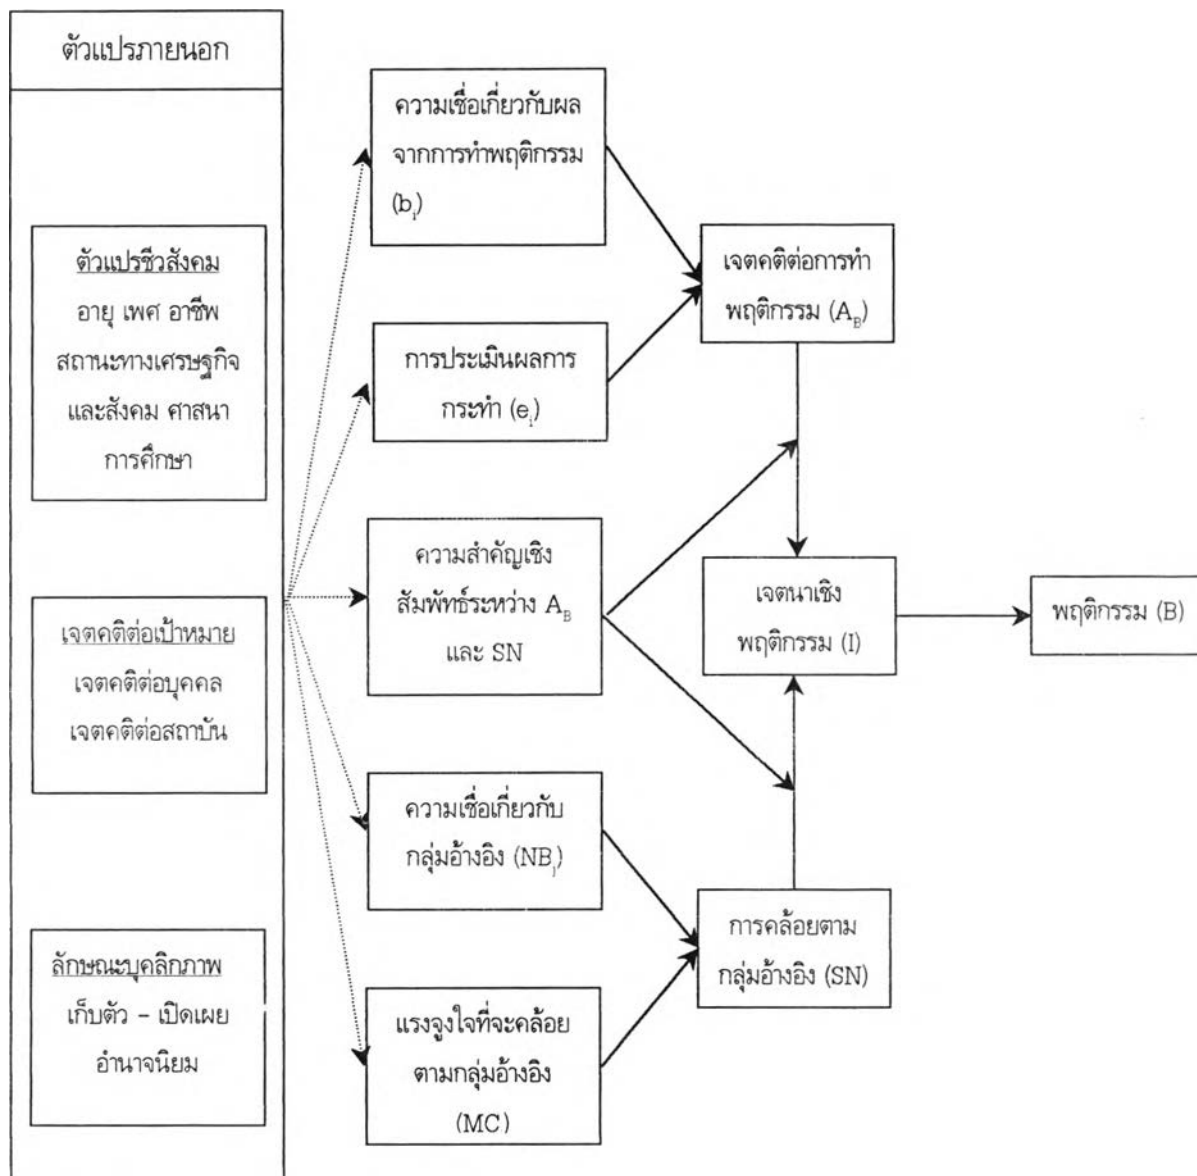 ตัวแปรภายนอก
ตัวแปรชีวสังคม
อายุ เพศ อาชีพ
สถานะทางเศรษฐกิจ
และสังคม ศาสนา
การศึกษา
เจตคติต่อเป้าหมาย
เจตคติต่อบุคคล
เจตคติต่อสถาบัน
ลักษณะบุคลิกภาพ
เก็บตัว - เปิดเผย
อำนาจนิยม
ความเชื่อเกี่ยวกับผล
จากการทำพฤติกรรม
(bᵢ)
การประเมินผลการ
กระทำ (eᵢ)
ความสำคัญเชิง
สัมพัทธ์ระหว่าง A_B
และ SN
ความเชื่อเกี่ยวกับ
กลุ่มอ้างอิง (NBⱼ)
แรงจูงใจที่จะคล้อย
ตามกลุ่มอ้างอิง
(MC)
เจตคติต่อการทำ
พฤติกรรม (A_B)
เจตนาเชิง
พฤติกรรม (I)
การคล้อยตาม
กลุ่มอ้างอิง (SN)
พฤติกรรม (B)